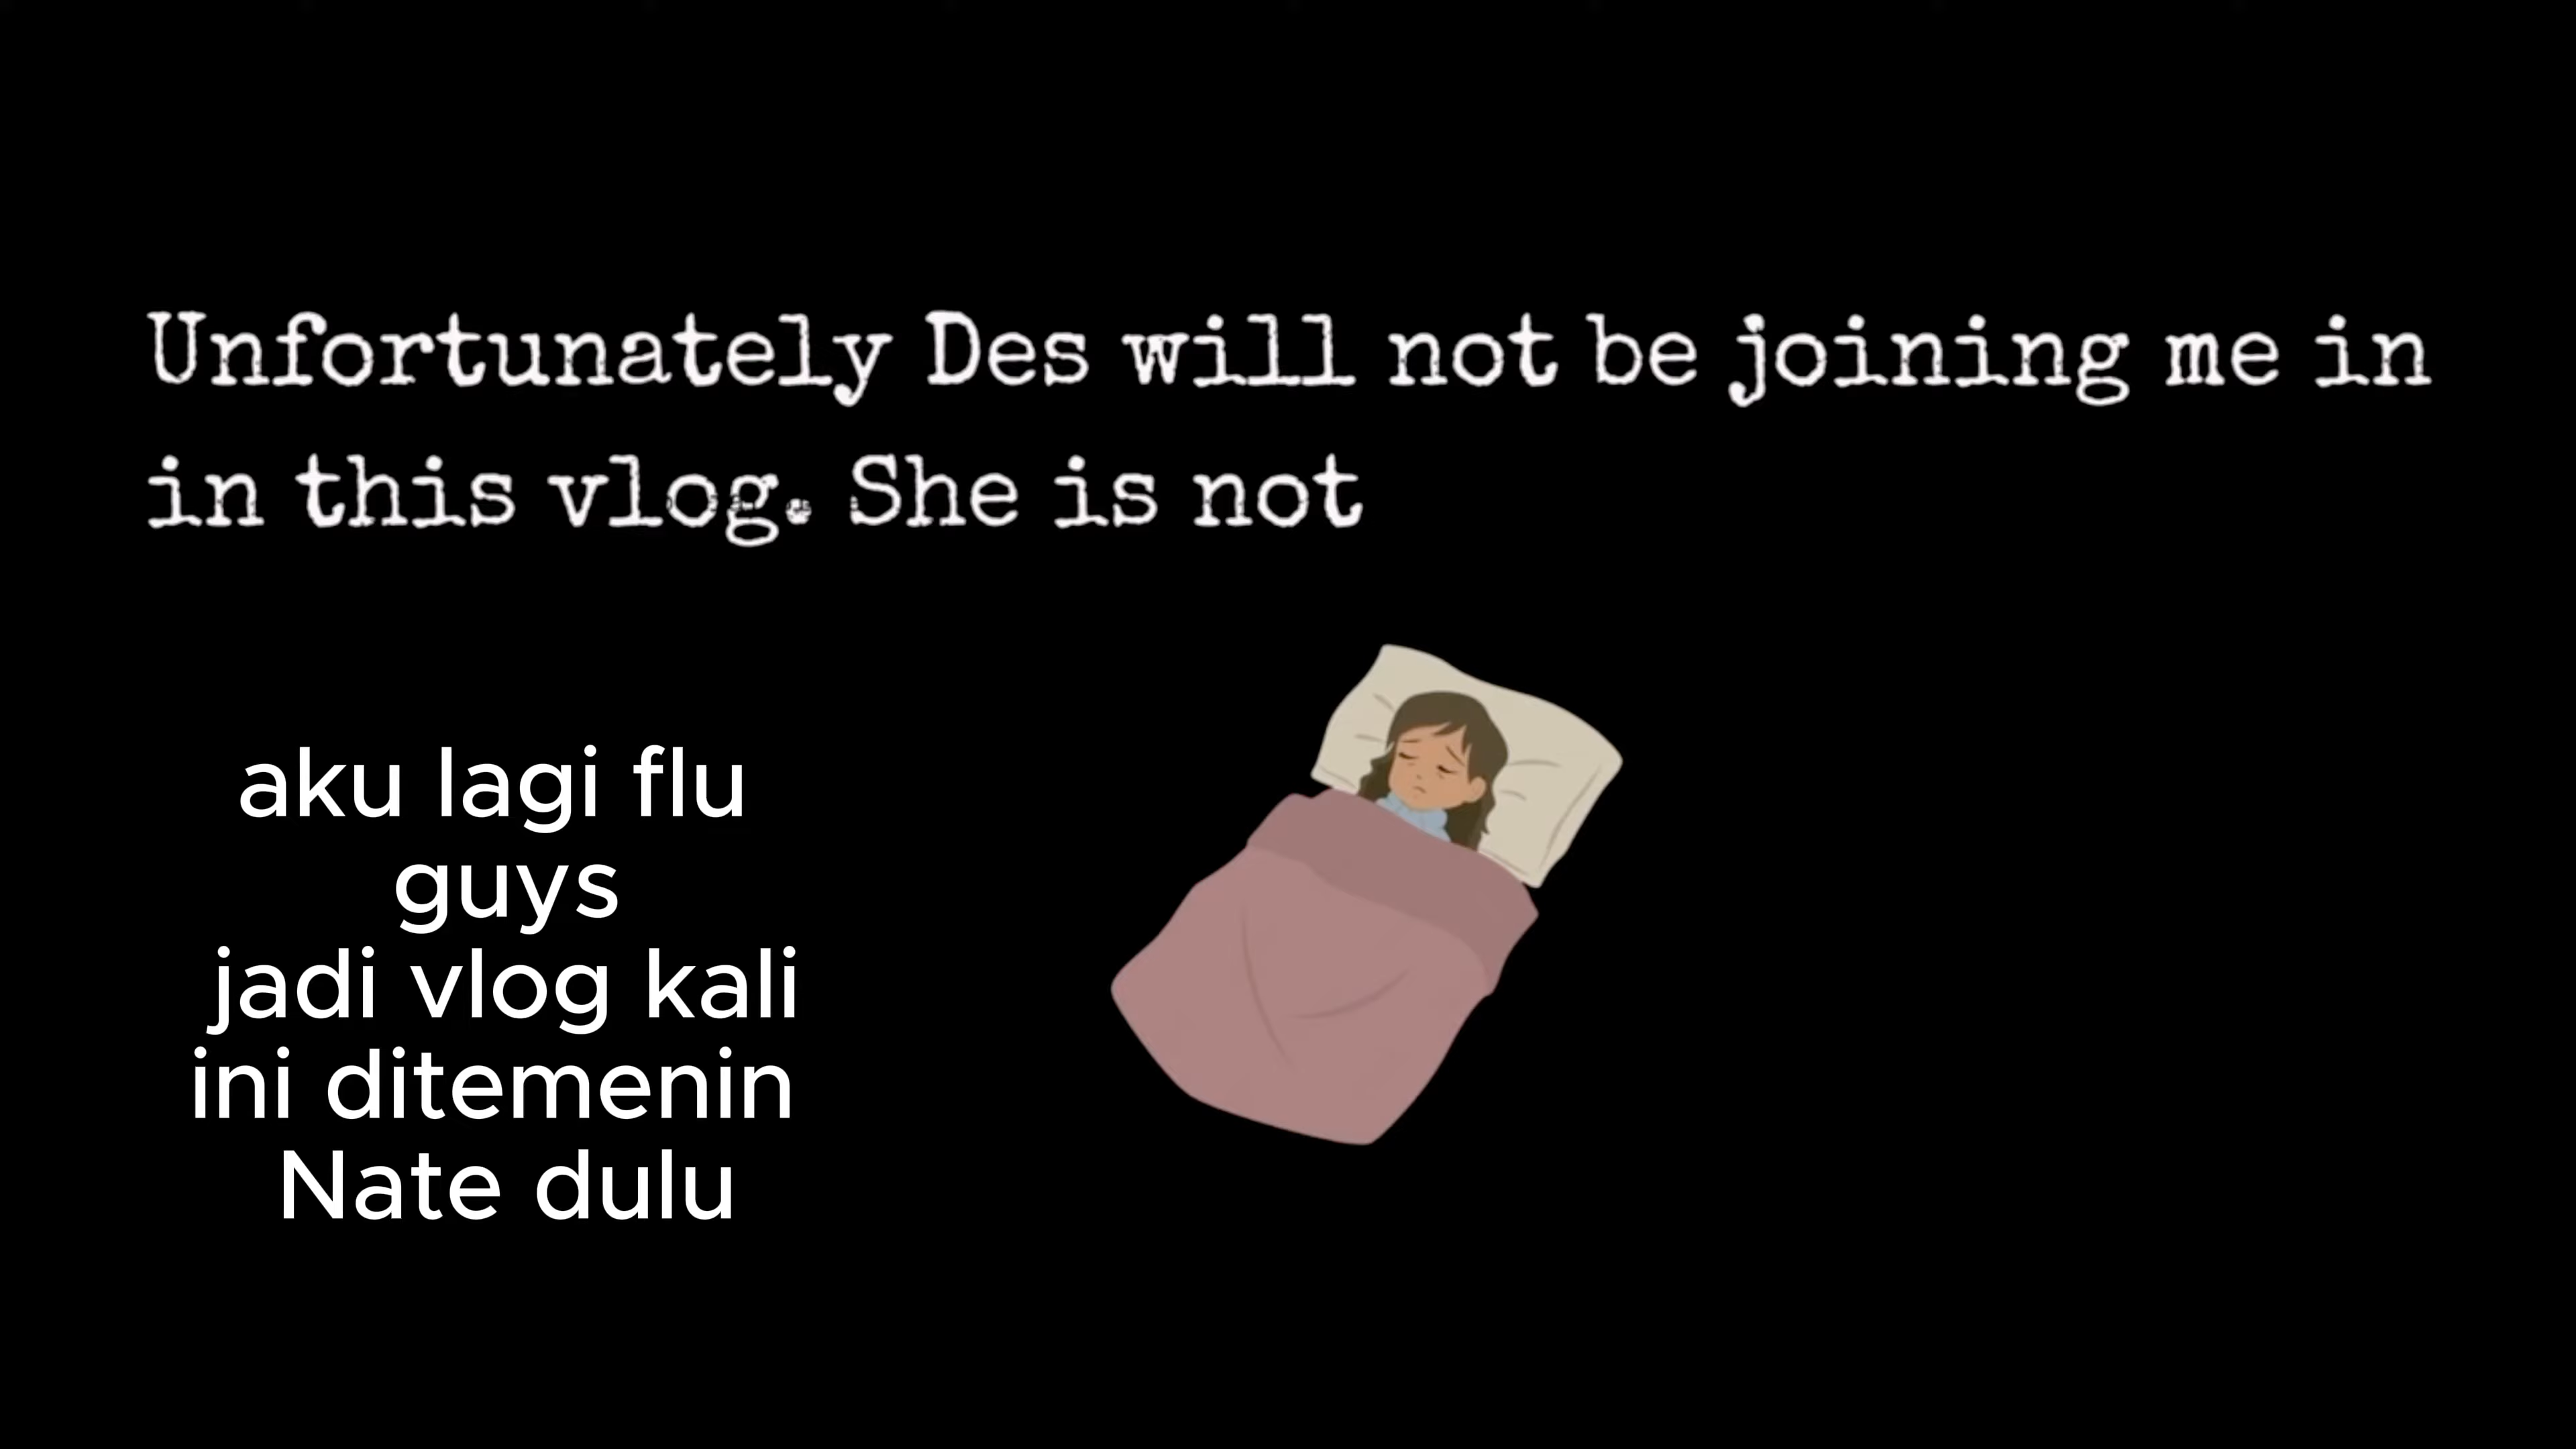 Unfortunately Des will not be joining me in
in this vlog. She is not
aku lagi flu
guys
jadi vlog kali
ini ditemenin
Nate dulu